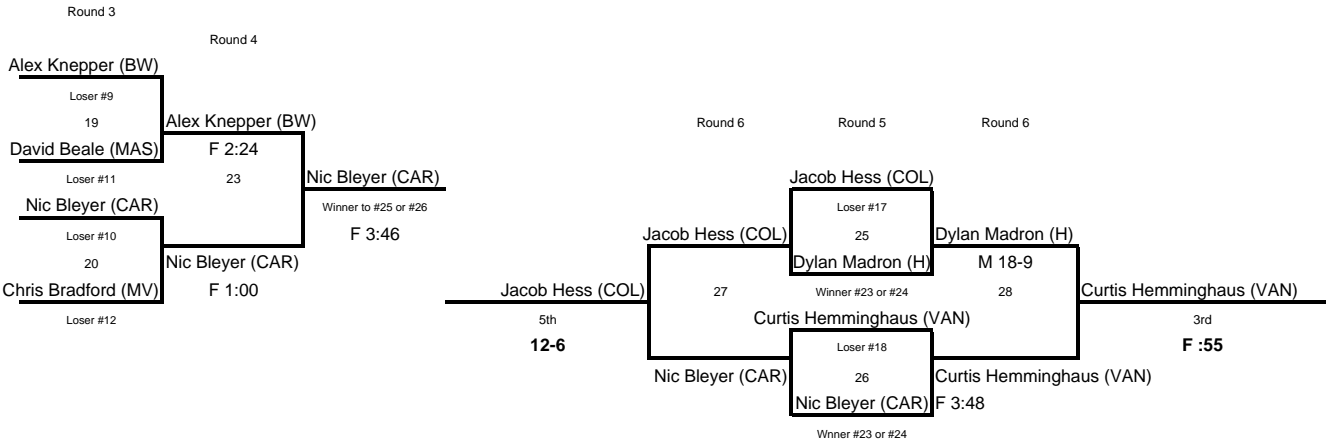 Round 3
Round 4
Alex Knepper (BW)
Loser #9
19
Alex Knepper (BW)
David Beale (MAS)
F 2:24
Loser #11
23
Nic Bleyer (CAR)
Nic Bleyer (CAR)
Winner to #25 or #26
Loser #10
F 3:46
20
Nic Bleyer (CAR)
Chris Bradford (MV)
F 1:00
Loser #12
Round 6
Round 5
Round 6
Jacob Hess (COL)
Loser #17
Jacob Hess (COL)
25
Dylan Madron (H)
Dylan Madron (H)
M 18-9
Jacob Hess (COL)
27
Winner #23 or #24
28
Curtis Hemminghaus (VAN)
5th
Curtis Hemminghaus (VAN)
3rd
12-6
Loser #18
F :55
Nic Bleyer (CAR)
26
Curtis Hemminghaus (VAN)
Nic Bleyer (CAR)
F 3:48
Wnner #23 or #24